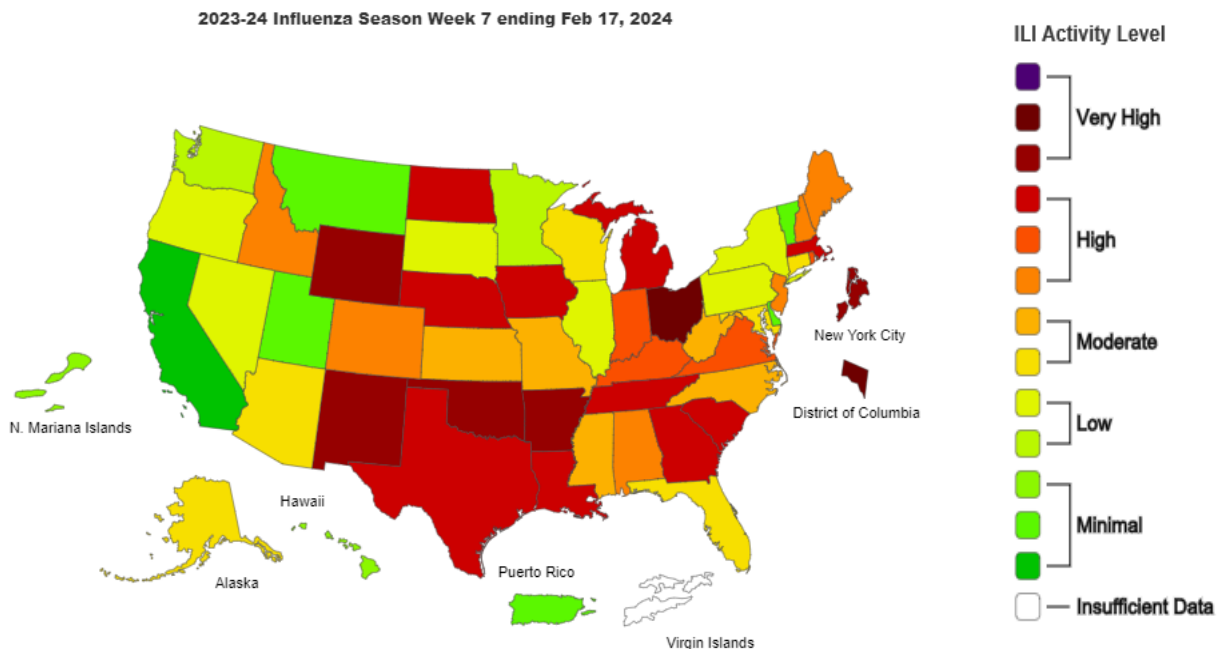 2023-24 Influenza Season Week 7 ending Feb 17, 2024
ILI Activity Level
Very High
High
Moderate
Low
Minimal
Insufficient Data
New York City
District of Columbia
N. Mariana Islands
Hawaii
Alaska
Puerto Rico
Virgin Islands